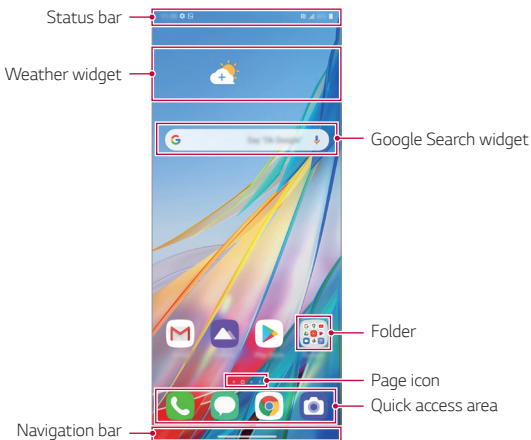 Status bar
Weather widget
Google Search widget
Folder
Page icon
Quick access area
Navigation bar